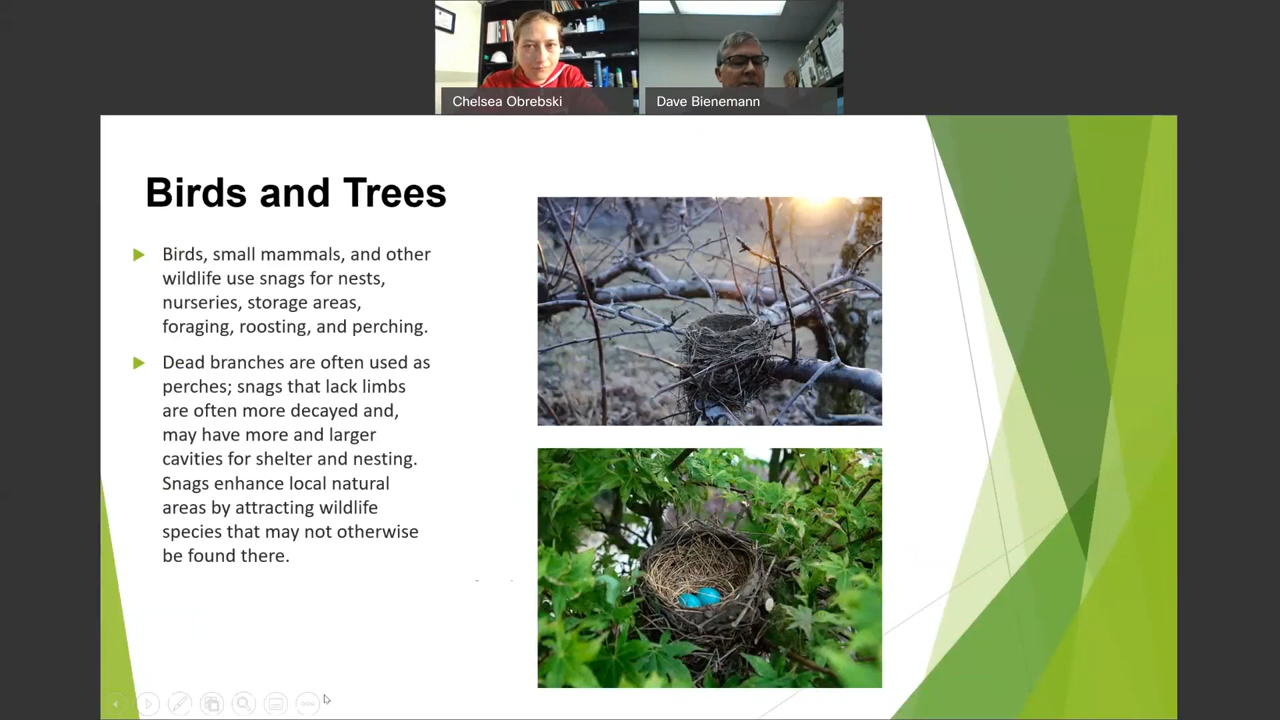 Chelsea Obrebski
Dave Bienemann
Birds and Trees
Birds, small mammals, and other
wildlife use snags for nests,
nurseries, storage areas,
foraging, roosting, and perching.
Dead branches are often used as
perches; snags that lack limbs
are often more decayed and,
may have more and larger
cavities for shelter and nesting.
Snags enhance local natural
areas by attracting wildlife
species that may not otherwise
be found there.